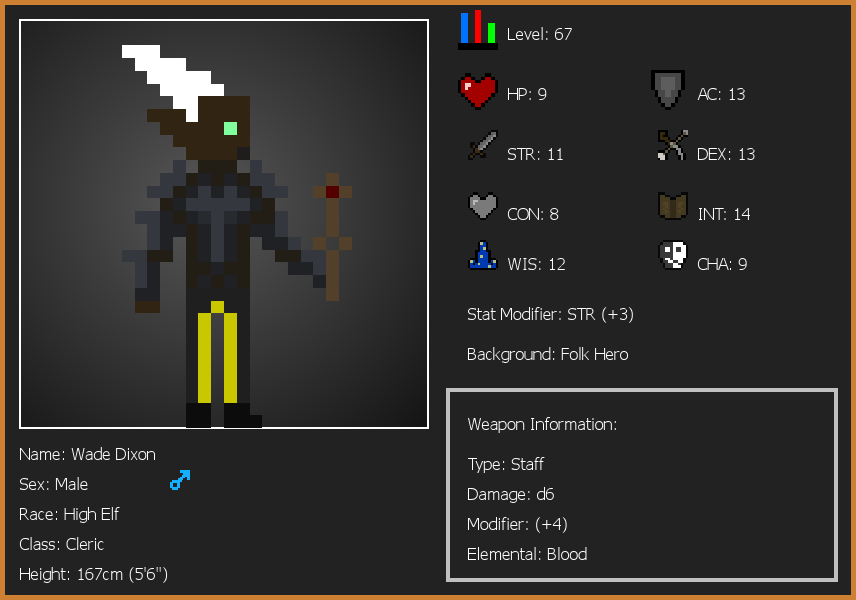 Level: 67
HP: 9
AC: 13
STR: 11
DEX: 13
CON: 8
INT: 14
WIS: 12
CHA: 9
Stat Modifier: STR (+3)
Background: Folk Hero
Weapon Information:
Type: Staff
Damage: d6
Modifier: (+4)
Elemental: Blood
Name: Wade Dixon
Sex: Male
Race: High Elf
Class: Cleric
Height: 167cm (5'6")